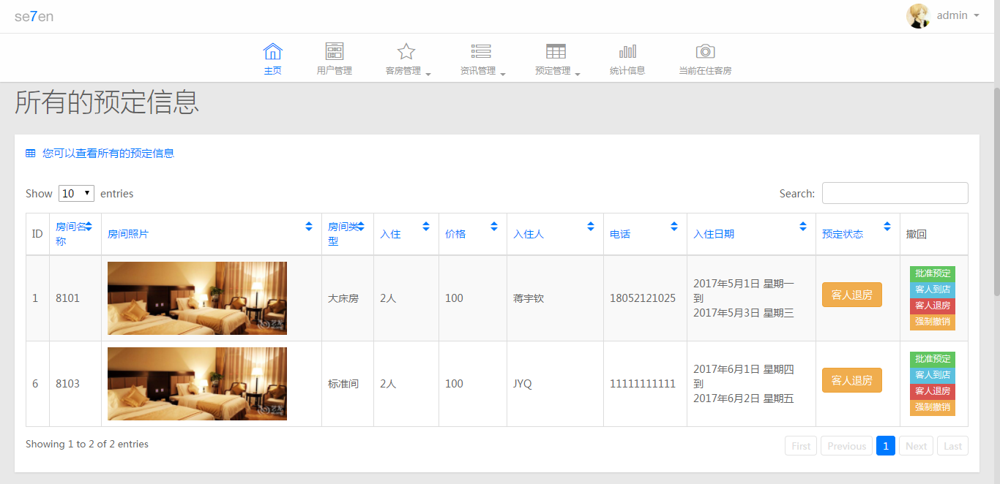 se7en
admin
主页
用户管理
客房管理
资讯管理
预定管理
统计信息
当前在住客房
所有的预定信息
您可以查看所有的预定信息
Show 10 entries
Search:
ID
房间名
称
房间照片
房间类
型
入住
价格
入住人
电话
入住日期
预定状态
撤回
1
8101
大床房
2人
100
蒋宇钦
18052121025
2017年5月1日 星期一
到
2017年5月3日 星期三
客人退房
批准预定
客人到店
客人退房
强制撤销
6
8103
标准间
2人
100
JYQ
11111111111
2017年6月1日 星期四
到
2017年6月2日 星期五
客人退房
批准预定
客人到店
客人退房
强制撤销
Showing 1 to 2 of 2 entries
First
Previous
1
Next
Last